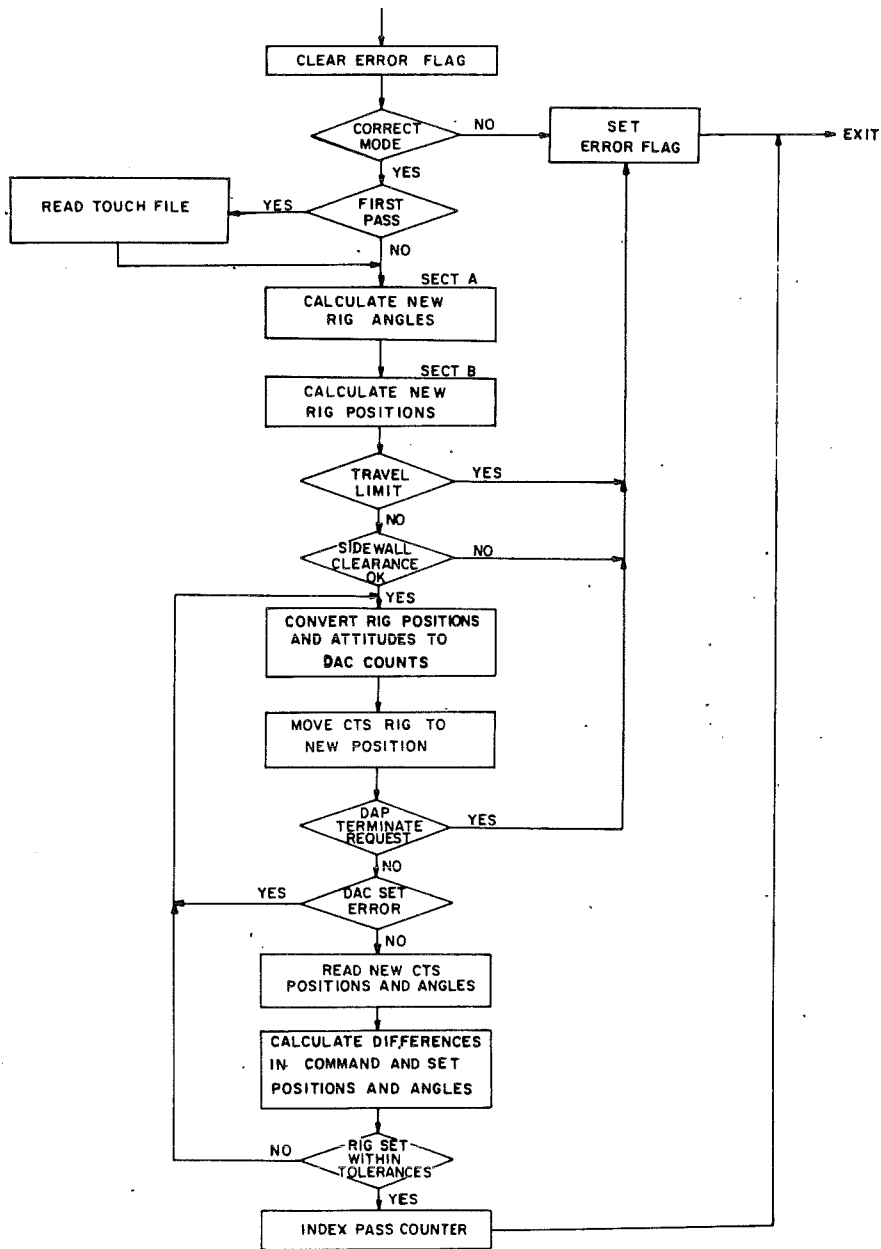 CLEAR ERROR FLAG
CORRECT
MODE
NO
SET
ERROR FLAG
EXIT
YES
READ TOUCH FILE
YES
FIRST
PASS
NO
SECT A
CALCULATE NEW
RIG ANGLES
SECT B
CALCULATE NEW
RIG POSITIONS
TRAVEL
LIMIT
YES
NO
SIDEWALL
CLEARANCE
OK
NO
YES
CONVERT RIG POSITIONS
AND ATTITUDES TO
DAC COUNTS
MOVE CTS RIG TO
NEW POSITION
DAP
TERMINATE
REQUEST
YES
NO
YES
DAC SET
ERROR
NO
READ NEW CTS
POSITIONS AND ANGLES
CALCULATE DIFFERENCES
IN COMMAND AND SET
POSITIONS AND ANGLES
NO
RIG SET
WITHIN
TOLERANCES
YES
INDEX PASS COUNTER